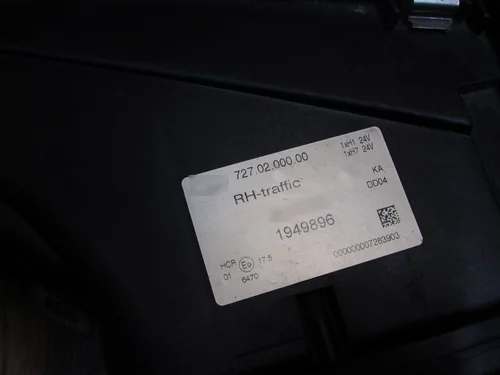 727.02.000.00
1xH1 24V
1xH7 24V
RH-traffic
KA
DD04
1949896
HCR
01
E9
17.5
6470
000000007283903